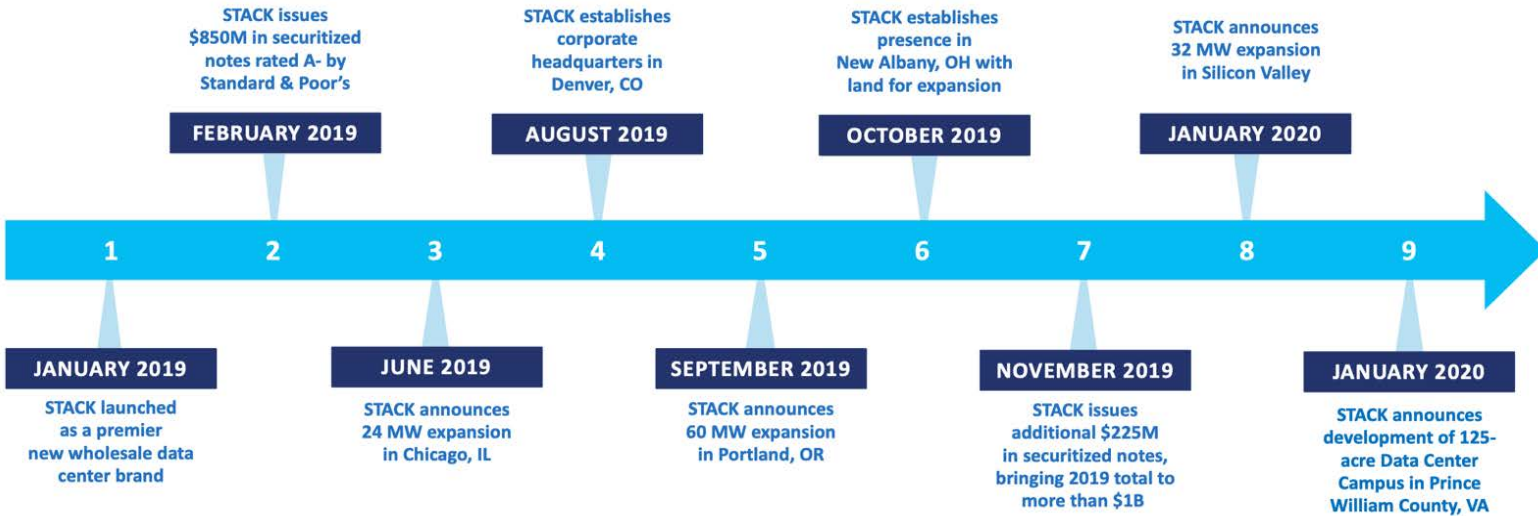 STACK issues
$850M in securitized
notes rated A- by
Standard & Poor's
FEBRUARY 2019
STACK establishes
corporate
headquarters in
Denver, CO
AUGUST 2019
STACK establishes
presence in
New Albany, OH with
land for expansion
OCTOBER 2019
STACK announces
32 MW expansion
in Silicon Valley
JANUARY 2020
1
2
3
4
5
6
7
8
9
JANUARY 2019
STACK launched
as a premier
new wholesale data
center brand
JUNE 2019
STACK announces
24 MW expansion
in Chicago, IL
SEPTEMBER 2019
STACK announces
60 MW expansion
in Portland, OR
NOVEMBER 2019
STACK issues
additional $225M
in securitized notes,
bringing 2019 total to
more than $1B
JANUARY 2020
STACK announces
development of 125-
acre Data Center
Campus in Prince
William County, VA